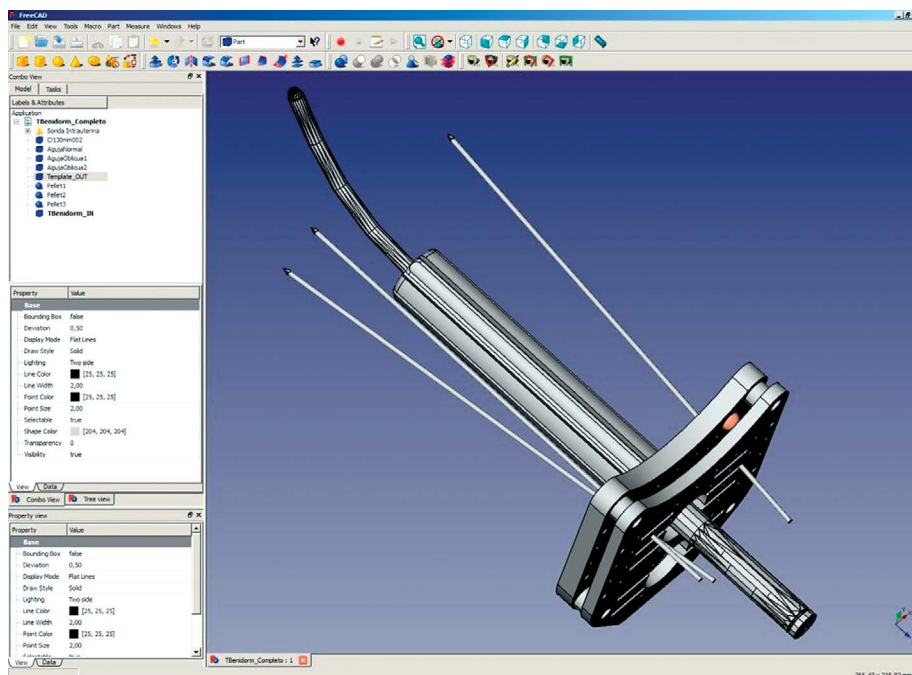 FreeCAD
File Edit View Tools Macro Part Measure Windows Help
Part
Combo View
Model Tasks
Labels & Attributes
Application
TBenidorm_Completo
Sonda Intrauterina
Cl130mm002
AgujaNormal
AgujaOblicua1
AgujaOblicua2
Template_OUT
Pellet1
Pellet2
Pellet3
TBenidorm_IN
Property Value
Base
Bounding Box false
Deviation 0,50
Display Mode Flat Lines
Draw Style Solid
Lighting Two side
Line Color [25, 25, 25]
Line Width 2,00
Point Color [25, 25, 25]
Point Size 2,00
Selectable true
Shape Color [204, 204, 204]
Transparency 0
Visibility true
View Data
Combo View Tree view
Property view
Property Value
Base
Bounding Box false
Deviation 0,50
Display Mode Flat Lines
Draw Style Solid
Lighting Two side
Line Color [25, 25, 25]
Line Width 2,00
Point Color [25, 25, 25]
Point Size 2,00
View Data
TBenidorm_Completo : 1